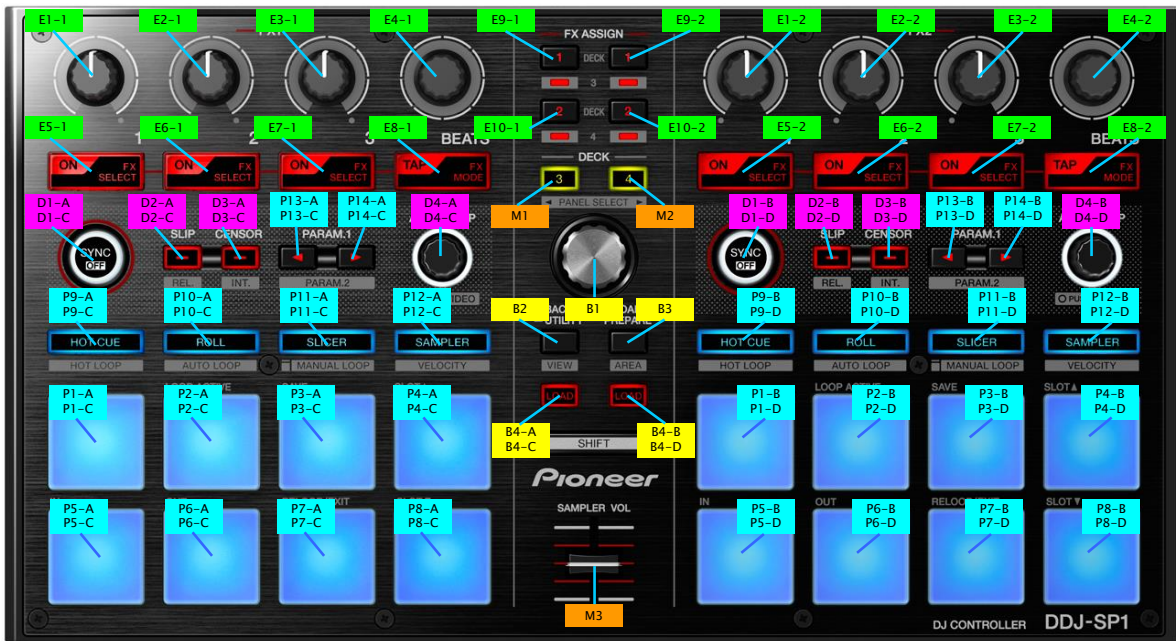 E1-1 E2-1 E3-1 E4-1 E9-1 E9-2 E1-2 E2-2 E3-2 E4-2
FX ASSIGN
1 DECK 1
3
2 DECK 2
4
E5-1 E6-1 E7-1 E8-1 E10-1 E10-2 E5-2 E6-2 E7-2 E8-2
2 3 BEATS
ON FX SELECT ON FX SELECT ON FX SELECT TAP FX MODE
DECK
3 4
ON FX SELECT ON FX SELECT ON FX SELECT TAP FX MODE
◄ PANEL SELECT ►
M1 M2
D1-A D2-A D3-A P13-A P14-A D4-A
D1-C D2-C D3-C P13-C P14-C D4-C
D1-B D2-B D3-B P13-B P14-B D4-B
D1-D D2-D D3-D P13-D P14-D D4-D
SLIP CENSOR PARAM.1
SLIP CENSOR PARAM.1
SYNC
OFF
SYNC
OFF
REL. INT. PARAM.2
REL. INT. PARAM.2
P9-A P10-A P11-A P12-A
P9-C P10-C P11-C P12-C
B2 B1 B3
P9-B P10-B P11-B P12-B
P9-D P10-D P11-D P12-D
HOT CUE ROLL SLICER SAMPLER
HOT LOOP AUTO LOOP MANUAL LOOP VELOCITY
VIEW AREA
HOT CUE ROLL SLICER SAMPLER
HOT LOOP AUTO LOOP MANUAL LOOP VELOCITY
LOAD LOAD
LOOP ACTIVE SAVE SLOT▲
P1-A P2-A P3-A P4-A
P1-C P2-C P3-C P4-C
P1-B P2-B P3-B P4-B
P1-D P2-D P3-D P4-D
B4-A B4-B
B4-C B4-D
SHIFT
Pioneer
SAMPLER VOL
IN OUT RELOOP/EXIT SLOT▼
P5-A P6-A P7-A P8-A
P5-C P6-C P7-C P8-C
P5-B P6-B P7-B P8-B
P5-D P6-D P7-D P8-D
M3
DJ CONTROLLER DDJ-SP1